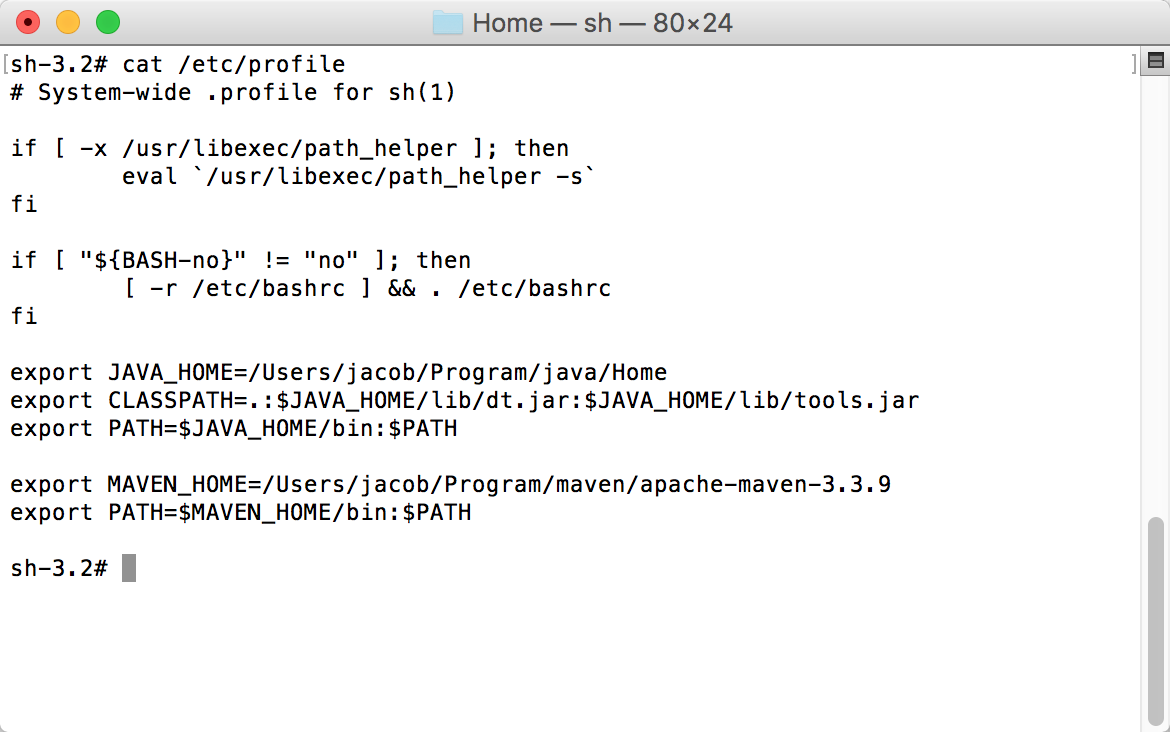 Home — sh — 80×24
[sh-3.2# cat /etc/profile ]
# System-wide .profile for sh(1)

if [ -x /usr/libexec/path_helper ]; then
        eval `/usr/libexec/path_helper -s`
fi

if [ "${BASH-no}" != "no" ]; then
        [ -r /etc/bashrc ] && . /etc/bashrc
fi

export JAVA_HOME=/Users/jacob/Program/java/Home
export CLASSPATH=.:$JAVA_HOME/lib/dt.jar:$JAVA_HOME/lib/tools.jar
export PATH=$JAVA_HOME/bin:$PATH

export MAVEN_HOME=/Users/jacob/Program/maven/apache-maven-3.3.9
export PATH=$MAVEN_HOME/bin:$PATH

sh-3.2#